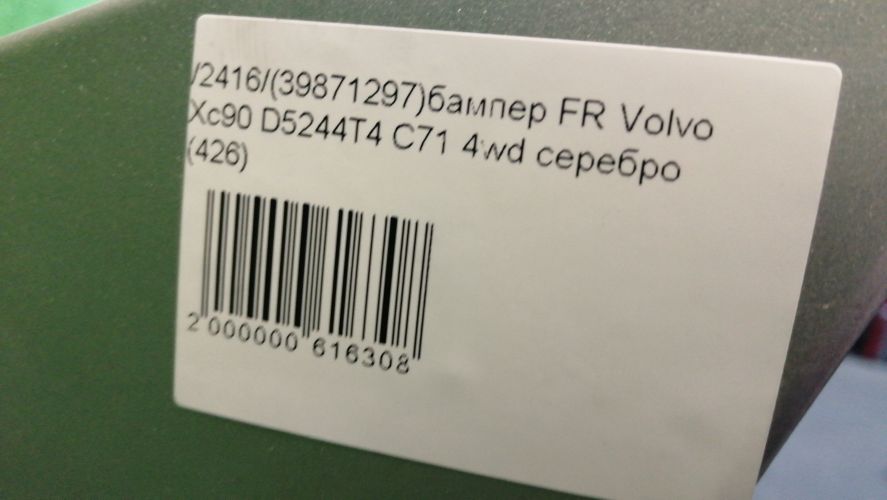 /2416/(39871297)бампер FR Volvo
Xc90 D5244T4 C71 4wd серебро
(426)
2 000000 616308